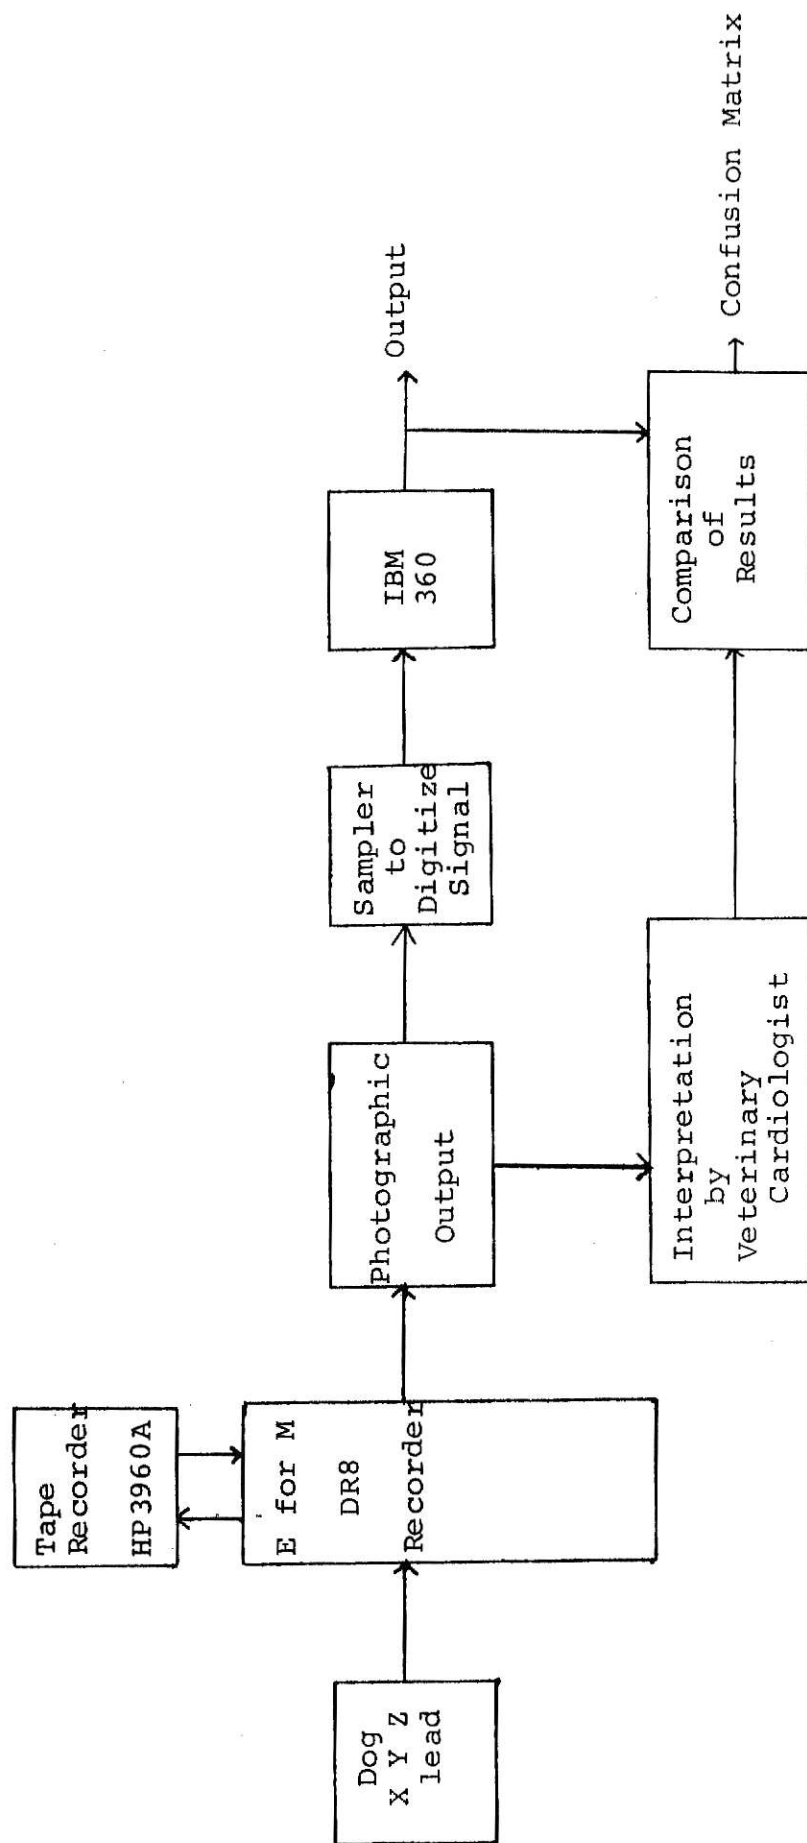 Tape
Recorder
HP3960A
Dog
X Y Z
lead
E for M
DR8
Recorder
Photographic
Output
Sampler
to
Digitize
Signal
IBM
360
Output
Interpretation
by
Veterinary
Cardiologist
Comparison
of
Results
Confusion Matrix